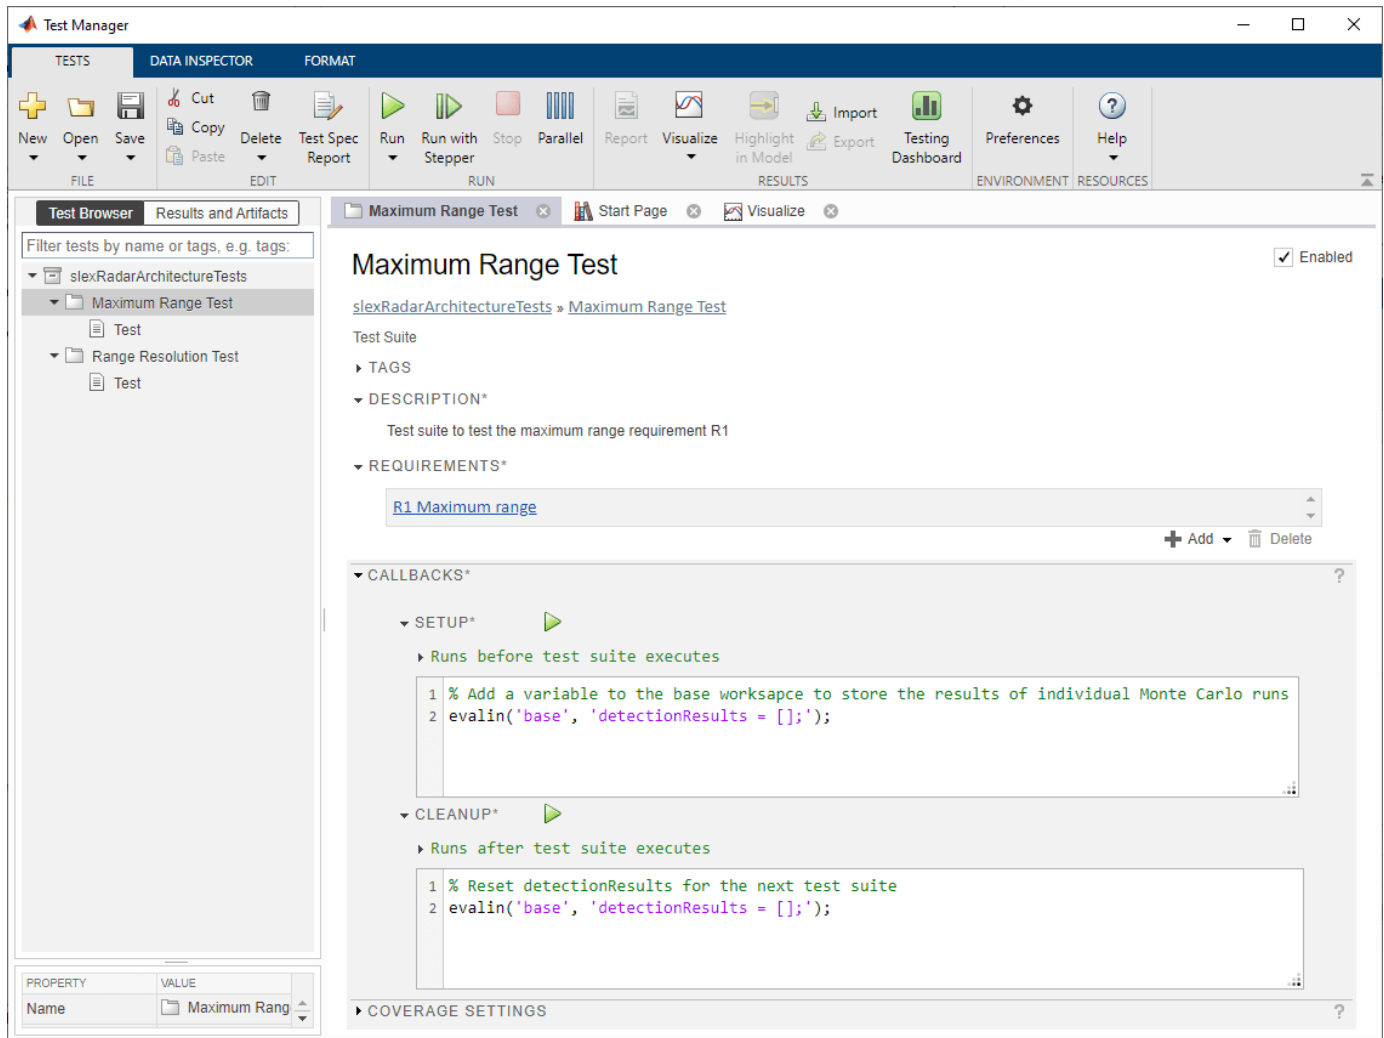 Test Manager
TESTS DATA INSPECTOR FORMAT
New Open Save Cut Copy Paste Delete Test Spec Report Run Run with Stepper Stop Parallel Report Visualize Highlight in Model Import Export Testing Dashboard Preferences Help
FILE EDIT RUN RESULTS ENVIRONMENT RESOURCES
Test Browser Results and Artifacts
Maximum Range Test Start Page Visualize
Filter tests by name or tags, e.g. tags:
slexRadarArchitectureTests
Maximum Range Test
Test
Range Resolution Test
Test
PROPERTY VALUE
Name Maximum Rang
Maximum Range Test
Enabled
slexRadarArchitectureTests » Maximum Range Test
Test Suite
TAGS
DESCRIPTION*
Test suite to test the maximum range requirement R1
REQUIREMENTS*
R1 Maximum range
Add Delete
CALLBACKS* ?
SETUP*
Runs before test suite executes
1 % Add a variable to the base worksapce to store the results of individual Monte Carlo runs
2 evalin('base', 'detectionResults = [];');
CLEANUP*
Runs after test suite executes
1 % Reset detectionResults for the next test suite
2 evalin('base', 'detectionResults = [];');
COVERAGE SETTINGS ?